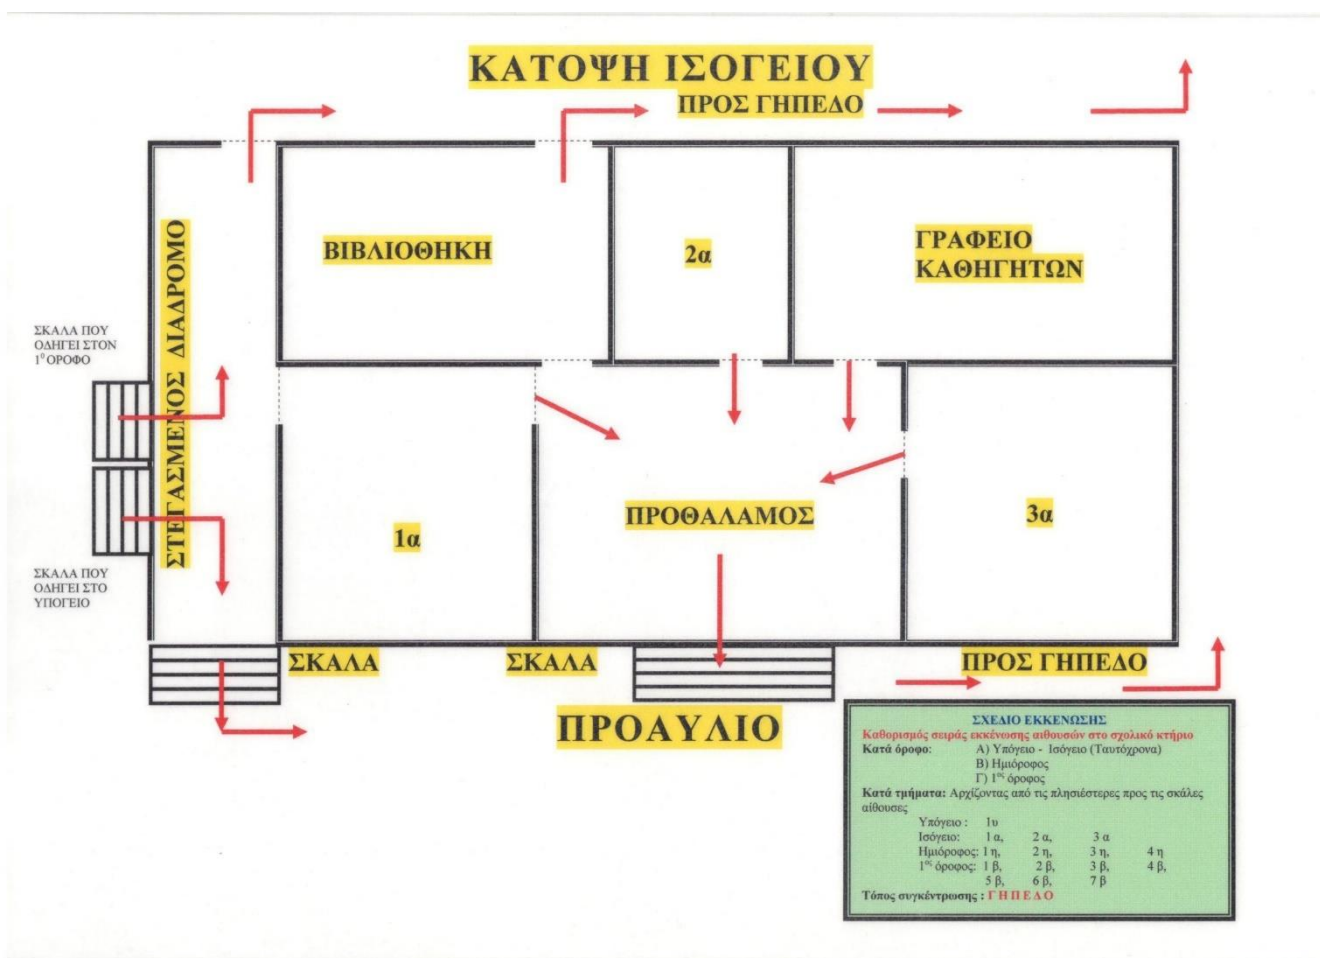 ΚΑΤΟΨΗ ΙΣΟΓΕΙΟΥ
ΠΡΟΣ ΓΗΠΕΔΟ
ΒΙΒΛΙΟΘΗΚΗ
2α
ΓΡΑΦΕΙΟ
ΚΑΘΗΓΗΤΩΝ
ΣΤΕΓΑΣΜΕΝΟΣ ΔΙΑΔΡΟΜΟ
ΣΚΑΛΑ ΠΟΥ
ΟΔΗΓΕΙ ΣΤΟΝ
1⁰ ΟΡΟΦΟ
1α
ΠΡΟΘΑΛΑΜΟΣ
3α
ΣΚΑΛΑ ΠΟΥ
ΟΔΗΓΕΙ ΣΤΟ
ΥΠΟΓΕΙΟ
ΣΚΑΛΑ
ΣΚΑΛΑ
ΠΡΟΣ ΓΗΠΕΔΟ
ΠΡΟΑΥΛΙΟ
ΣΧΕΔΙΟ ΕΚΚΕΝΩΣΗΣ
Καθορισμός σειράς εκκένωσης αιθουσών στο σχολικό κτήριο
Κατά όροφο: Α) Υπόγειο - Ισόγειο (Ταυτόχρονα)
Β) Ημιόροφος
Γ) 1ος όροφος
Κατά τμήματα: Αρχίζοντας από τις πλησιέστερες προς τις σκάλες
αίθουσες
Υπόγειο : 1υ
Ισόγειο: 1 α, 2 α, 3 α
Ημιόροφος: 1 η, 2 η, 3 η, 4 η
1ος όροφος: 1 β, 2 β, 3 β, 4 β,
5 β, 6 β, 7 β
Τόπος συγκέντρωσης : Γ Η Π Ε Δ Ο